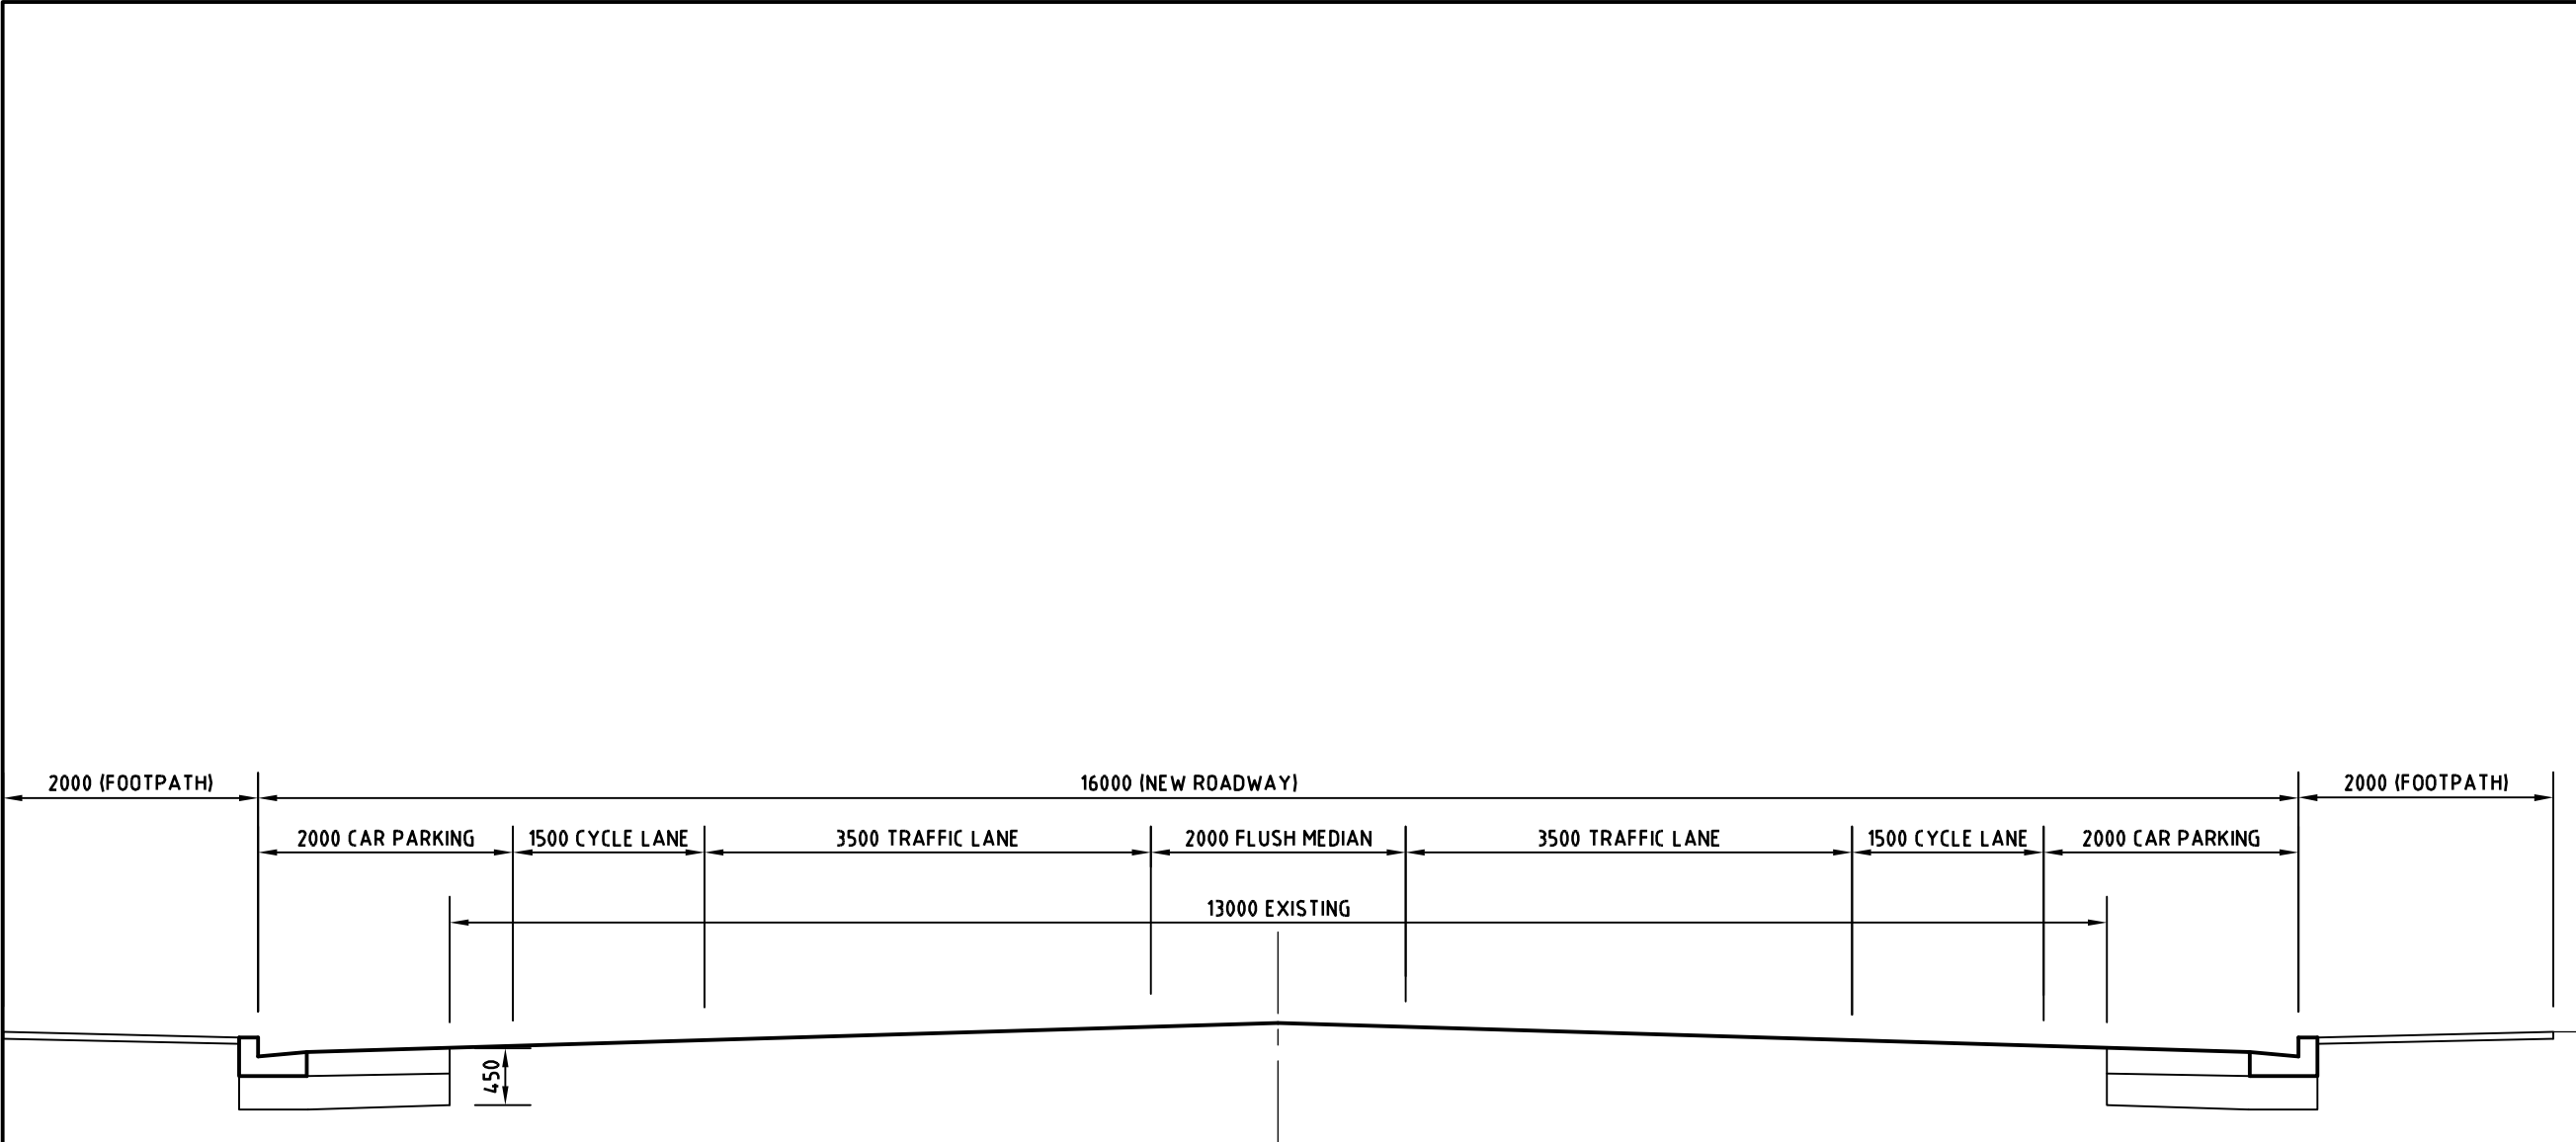 2000 (FOOTPATH)
16000 (NEW ROADWAY)
2000 (FOOTPATH)
2000 CAR PARKING
1500 CYCLE LANE
3500 TRAFFIC LANE
2000 FLUSH MEDIAN
3500 TRAFFIC LANE
1500 CYCLE LANE
2000 CAR PARKING
13000 EXISTING
450